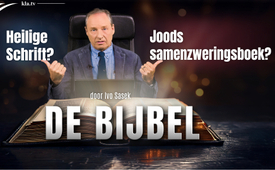 kla.tv
Heilige
Schrift?
Joods
samenzweringsboek?
door Ivo Sasek
DE BIJBEL